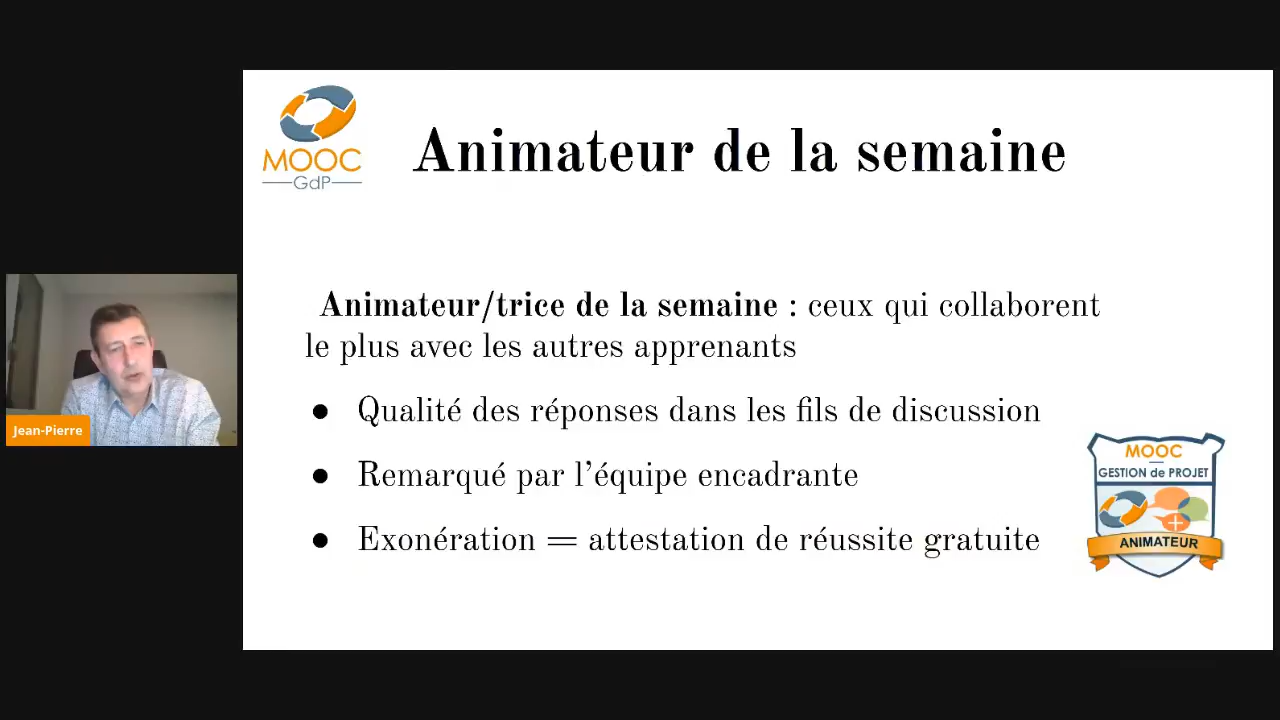 MOOC
GdP
Animateur de la semaine
Animateur/trice de la semaine : ceux qui collaborent
le plus avec les autres apprenants
● Qualité des réponses dans les fils de discussion
● Remarqué par l'équipe encadrante
● Exonération = attestation de réussite gratuite
Jean-Pierre
MOOC
GESTION de PROJET
ANIMATEUR